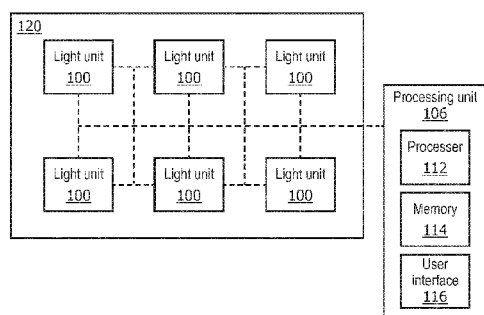 120
Light unit
100
Light unit
100
Light unit
100
Processing unit
106
Processer
112
Light unit
100
Light unit
100
Light unit
100
Memory
114
User
interface
116